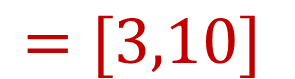 = [3,10]